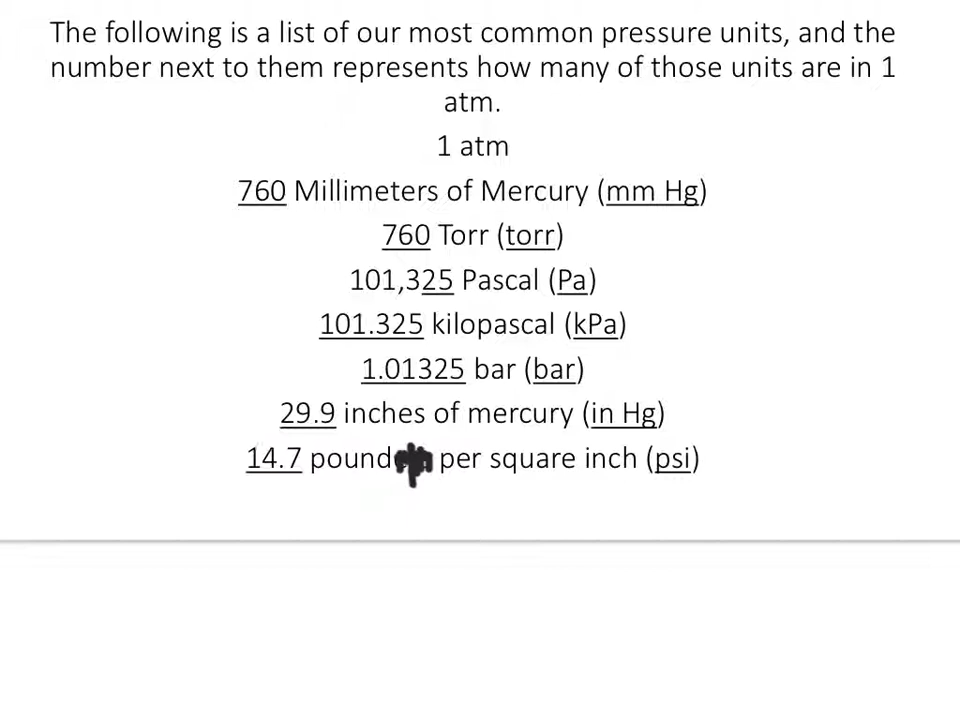 The following is a list of our most common pressure units, and the
number next to them represents how many of those units are in 1
atm.
1 atm
760 Millimeters of Mercury (mm Hg)
760 Torr (torr)
101,325 Pascal (Pa)
101.325 kilopascal (kPa)
1.01325 bar (bar)
29.9 inches of mercury (in Hg)
14.7 pound per square inch (psi)